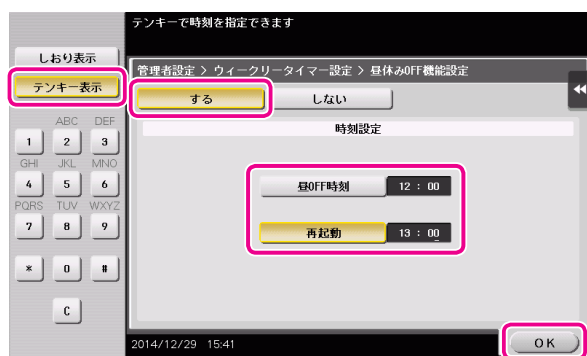 テンキーで時刻を指定できます
しおり表示
テンキー表示
管理者設定 > ウィークリータイマー設定 > 昼休みOFF機能設定
する
しない
時刻設定
ABC DEF
1 2 3
GHI JKL MNO
4 5 6
PQRS TUV WXYZ
7 8 9
* 0 #
C
昼OFF時刻 12 : 00
再起動 13 : 00
2014/12/29 15:41
OK